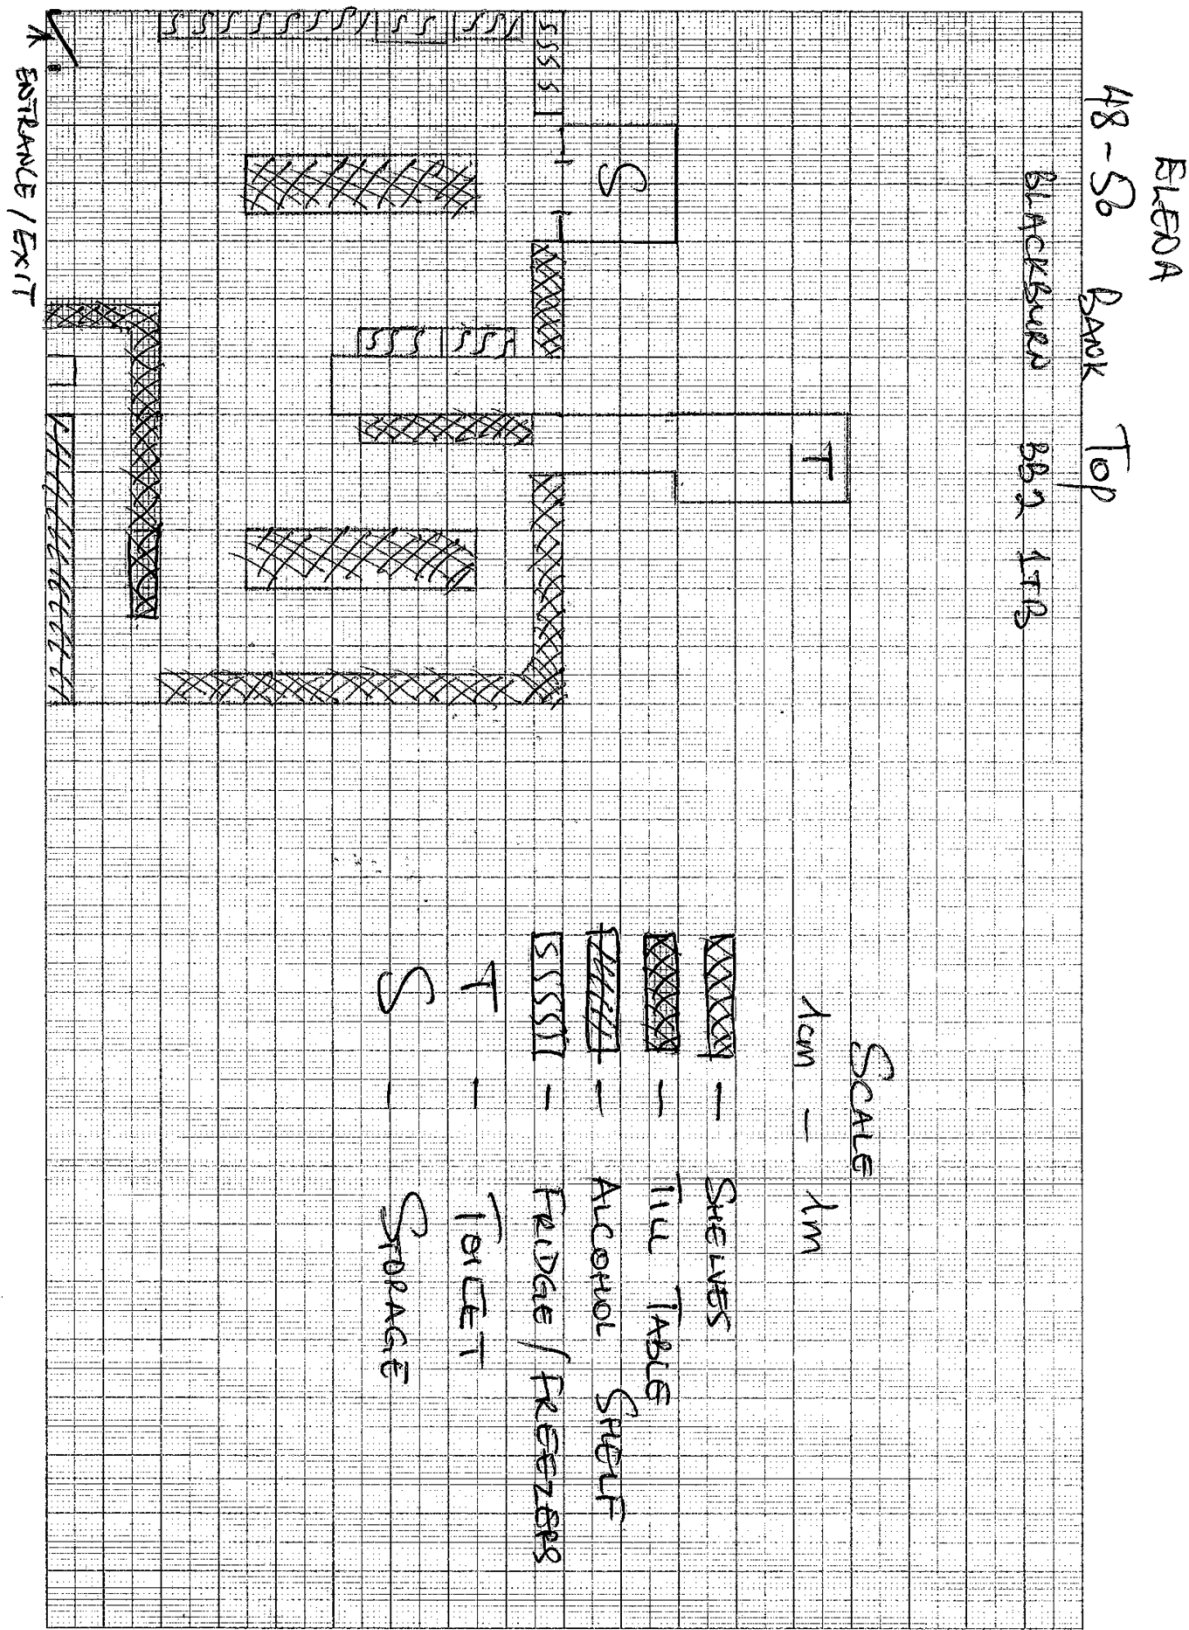 ELENA
48-50 BANK TOP
BLACKBURN BB2 1TB
SCALE
1cm - 1m
SHELVES
TILL TABLE
ALCOHOL SHELF
FRIDGE / FREEZERS
T - TOILET
S - STORAGE
T
S
ENTRANCE / EXIT